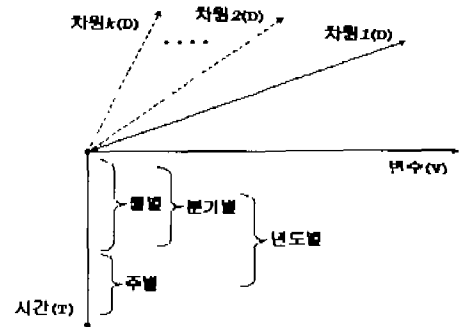 차원k(D)
차원2(D)
차원1(D)
변수(V)
월별
분기별
년도별
주별
시간(T)